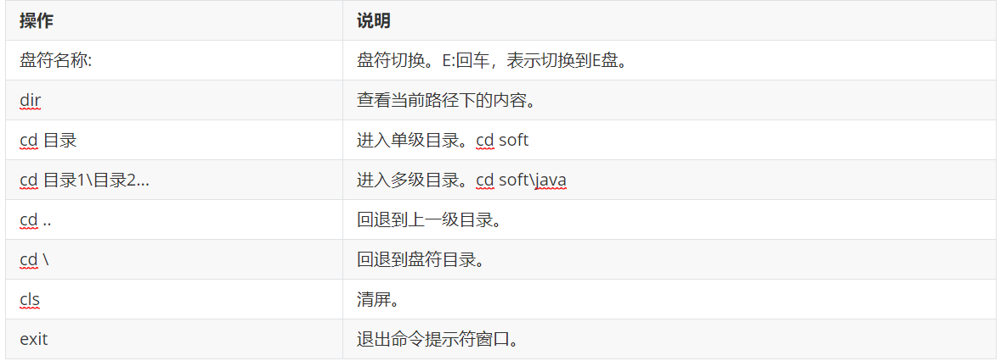 操作 说明
盘符名称: 盘符切换。E:回车，表示切换到E盘。
dir 查看当前路径下的内容。
cd 目录 进入单级目录。cd soft
cd 目录1\目录2... 进入多级目录。cd soft\java
cd .. 回退到上一级目录。
cd \ 回退到盘符目录。
cls 清屏。
exit 退出命令提示符窗口。